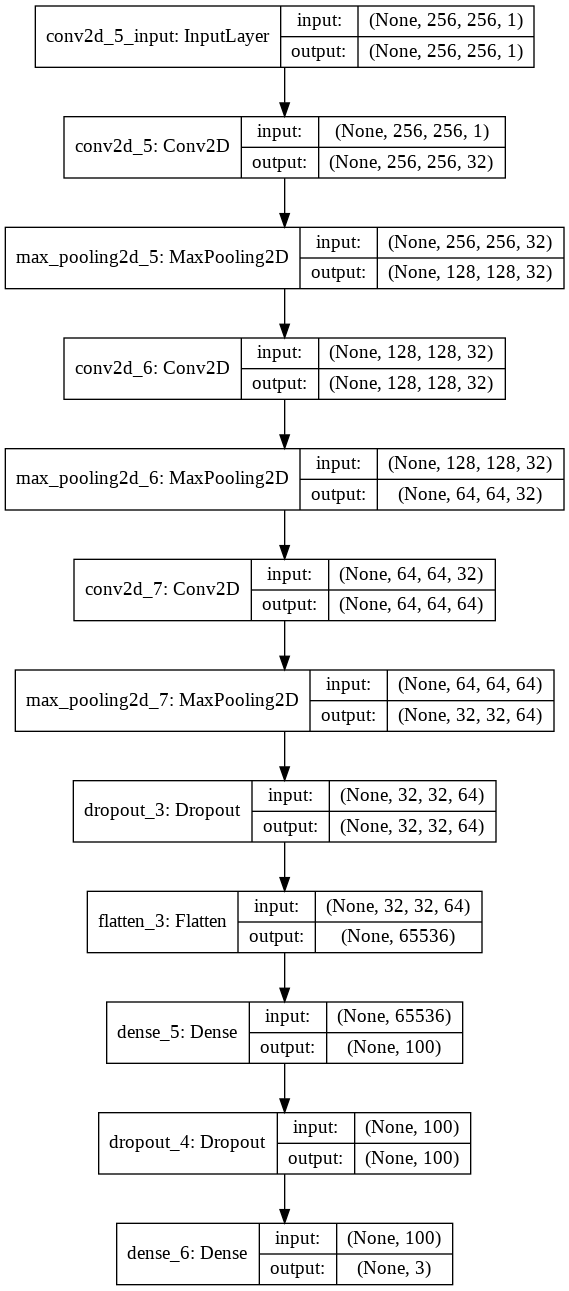 conv2d_5_input: InputLayer
input: (None, 256, 256, 1)
output: (None, 256, 256, 1)
conv2d_5: Conv2D
input: (None, 256, 256, 1)
output: (None, 256, 256, 32)
max_pooling2d_5: MaxPooling2D
input: (None, 256, 256, 32)
output: (None, 128, 128, 32)
conv2d_6: Conv2D
input: (None, 128, 128, 32)
output: (None, 128, 128, 32)
max_pooling2d_6: MaxPooling2D
input: (None, 128, 128, 32)
output: (None, 64, 64, 32)
conv2d_7: Conv2D
input: (None, 64, 64, 32)
output: (None, 64, 64, 64)
max_pooling2d_7: MaxPooling2D
input: (None, 64, 64, 64)
output: (None, 32, 32, 64)
dropout_3: Dropout
input: (None, 32, 32, 64)
output: (None, 32, 32, 64)
flatten_3: Flatten
input: (None, 32, 32, 64)
output: (None, 65536)
dense_5: Dense
input: (None, 65536)
output: (None, 100)
dropout_4: Dropout
input: (None, 100)
output: (None, 100)
dense_6: Dense
input: (None, 100)
output: (None, 3)